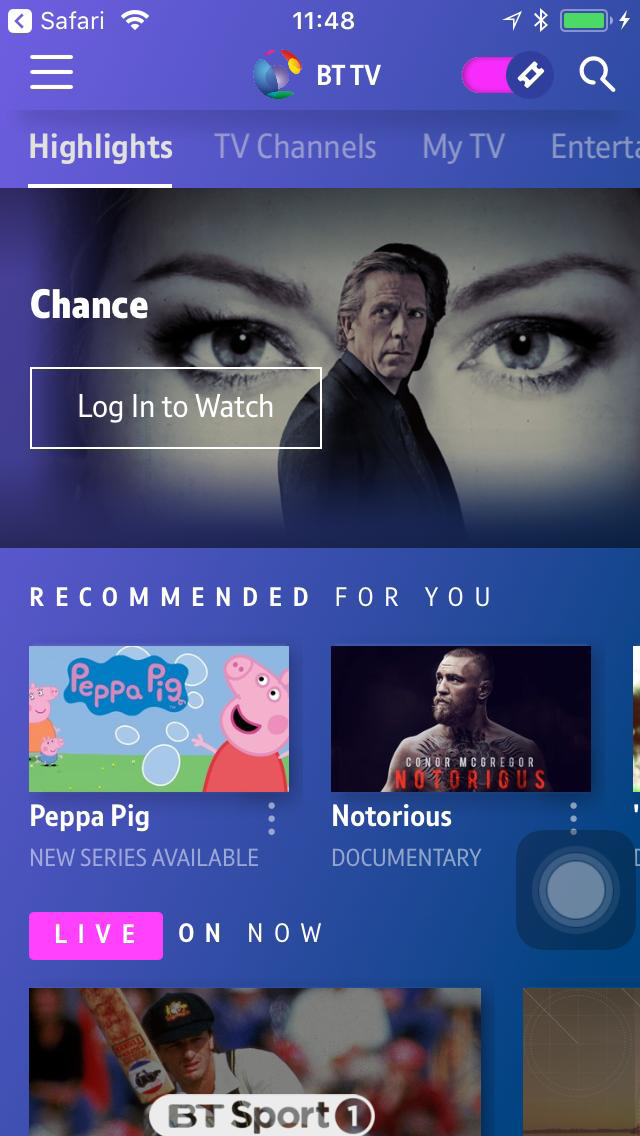 Safari
11:48
BT TV
Highlights
TV Channels
My TV
Enterta
Chance
Log In to Watch
RECOMMENDED FOR YOU
Peppa Pig
CONOR MCGREGOR
NOTORIOUS
Peppa Pig
Notorious
NEW SERIES AVAILABLE
DOCUMENTARY
LIVE ON NOW
BT Sport 1